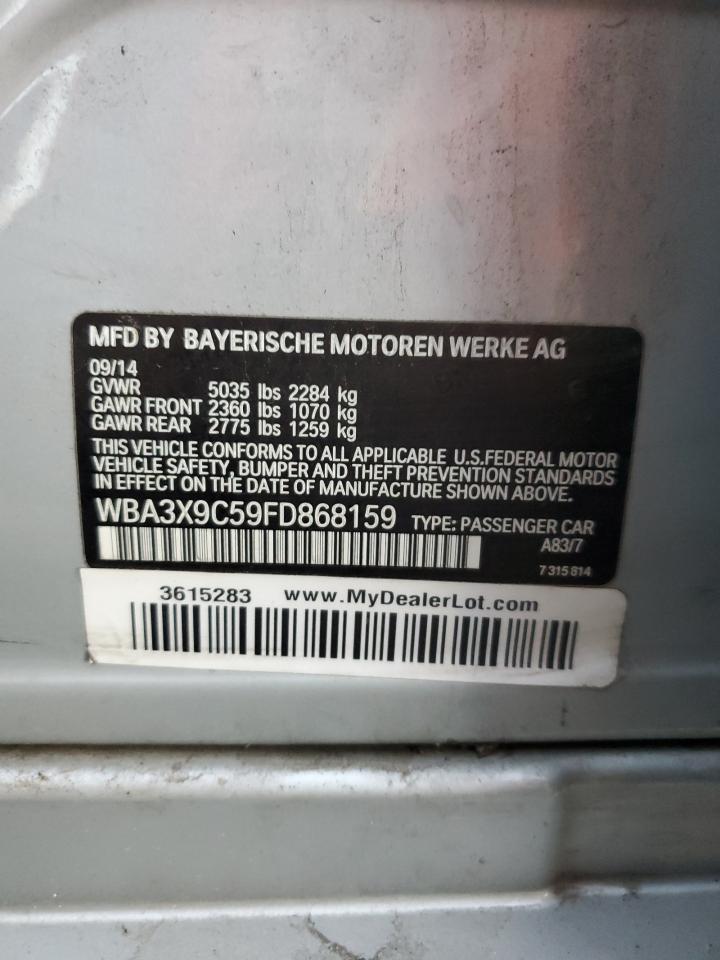 MFD BY BAYERISCHE MOTOREN WERKE AG
09/14
GVWR 5035 lbs 2284 kg
GAWR FRONT 2360 lbs 1070 kg
GAWR REAR 2775 lbs 1259 kg
THIS VEHICLE CONFORMS TO ALL APPLICABLE U.S.FEDERAL MOTOR
VEHICLE SAFETY, BUMPER AND THEFT PREVENTION STANDARDS
IN EFFECT ON THE DATE OF MANUFACTURE SHOWN ABOVE.
WBA3X9C59FD868159 TYPE: PASSENGER CAR
A83/7
7 315 814
3615283 www.MyDealerLot.com